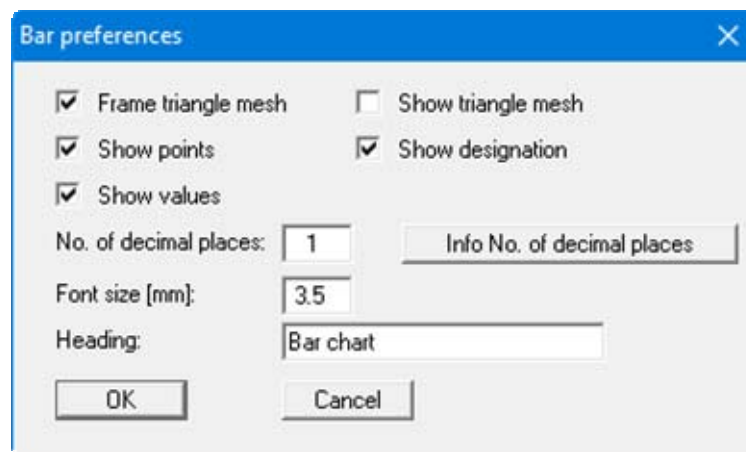 Bar preferences
Frame triangle mesh Show triangle mesh
Show points Show designation
Show values
No. of decimal places: 1 Info No. of decimal places
Font size [mm]: 3.5
Heading: Bar chart
OK Cancel